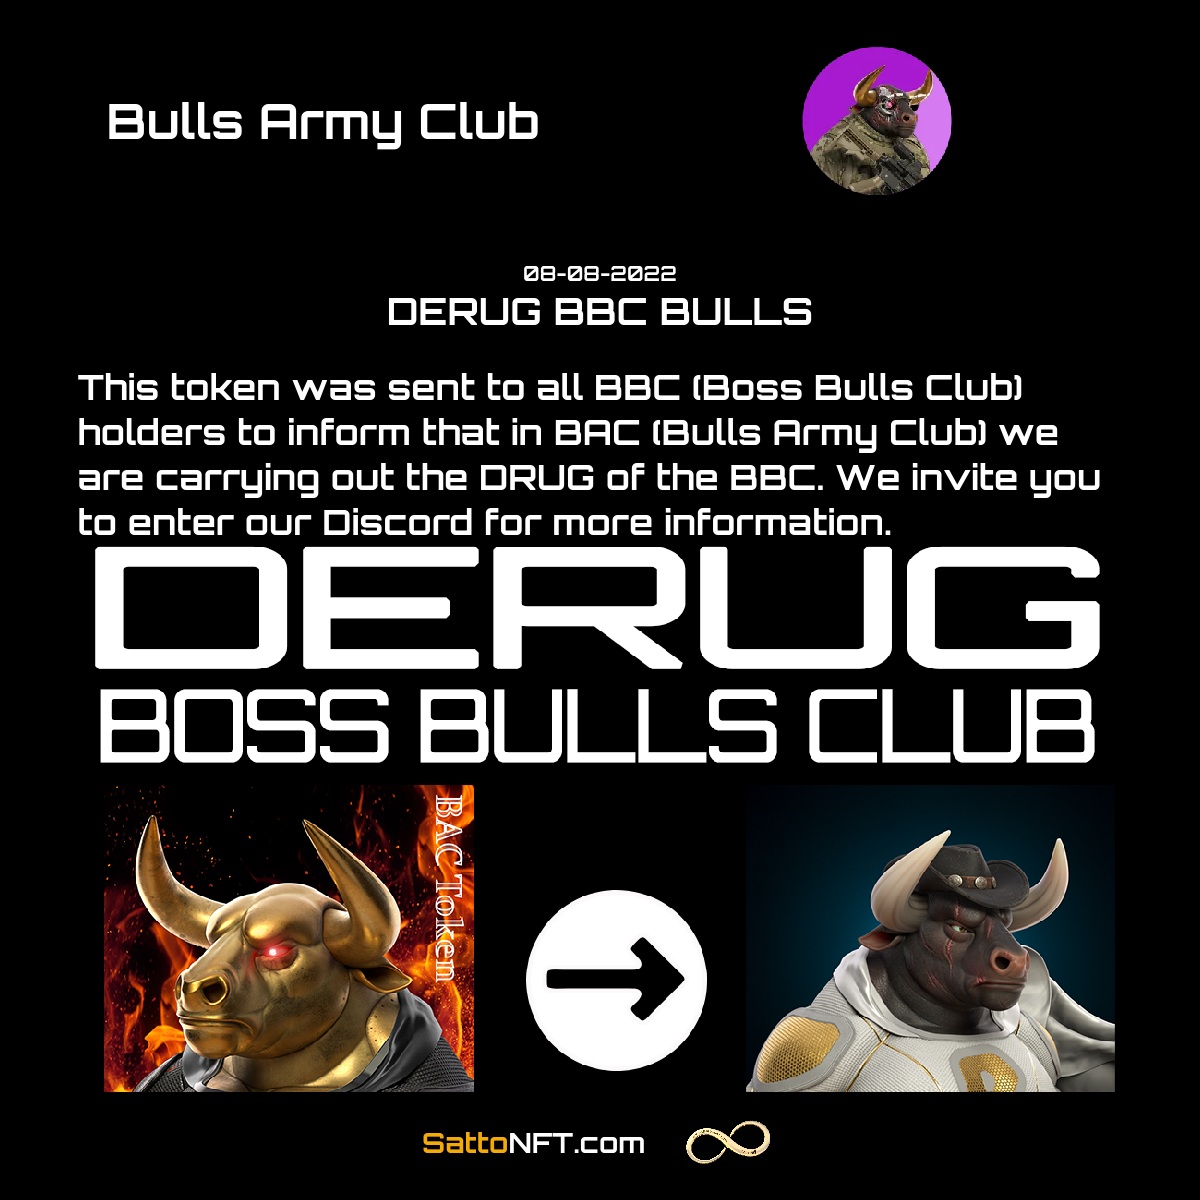 Bulls Army Club
08-08-2022
DERUG BBC BULLS
This token was sent to all BBC (Boss Bulls Club)
holders to inform that in BAC (Bulls Army Club) we
are carrying out the DRUG of the BBC. We invite you
to enter our Discord for more information.
DERUG
BOSS BULLS CLUB
BAC Token
SattoNFT.com